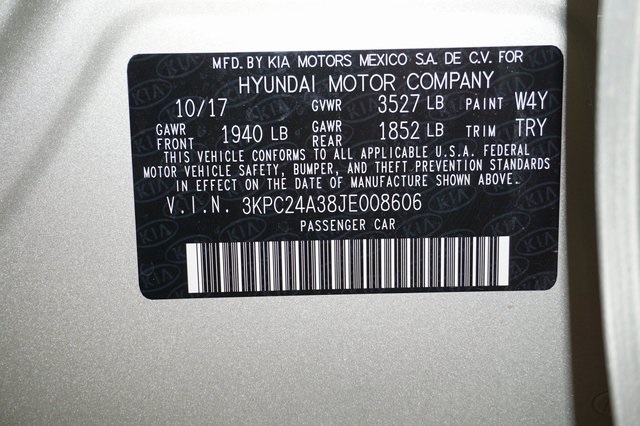 MFD. BY KIA MOTORS MEXICO S.A. DE C.V. FOR
HYUNDAI MOTOR COMPANY
10/17 GVWR 3527 LB PAINT W4Y
GAWR FRONT 1940 LB GAWR REAR 1852 LB TRIM TRY
THIS VEHICLE CONFORMS TO ALL APPLICABLE U.S.A. FEDERAL
MOTOR VEHICLE SAFETY, BUMPER, AND THEFT PREVENTION STANDARDS
IN EFFECT ON THE DATE OF MANUFACTURE SHOWN ABOVE.
V.I.N. 3KPC24A38JE008606
PASSENGER CAR